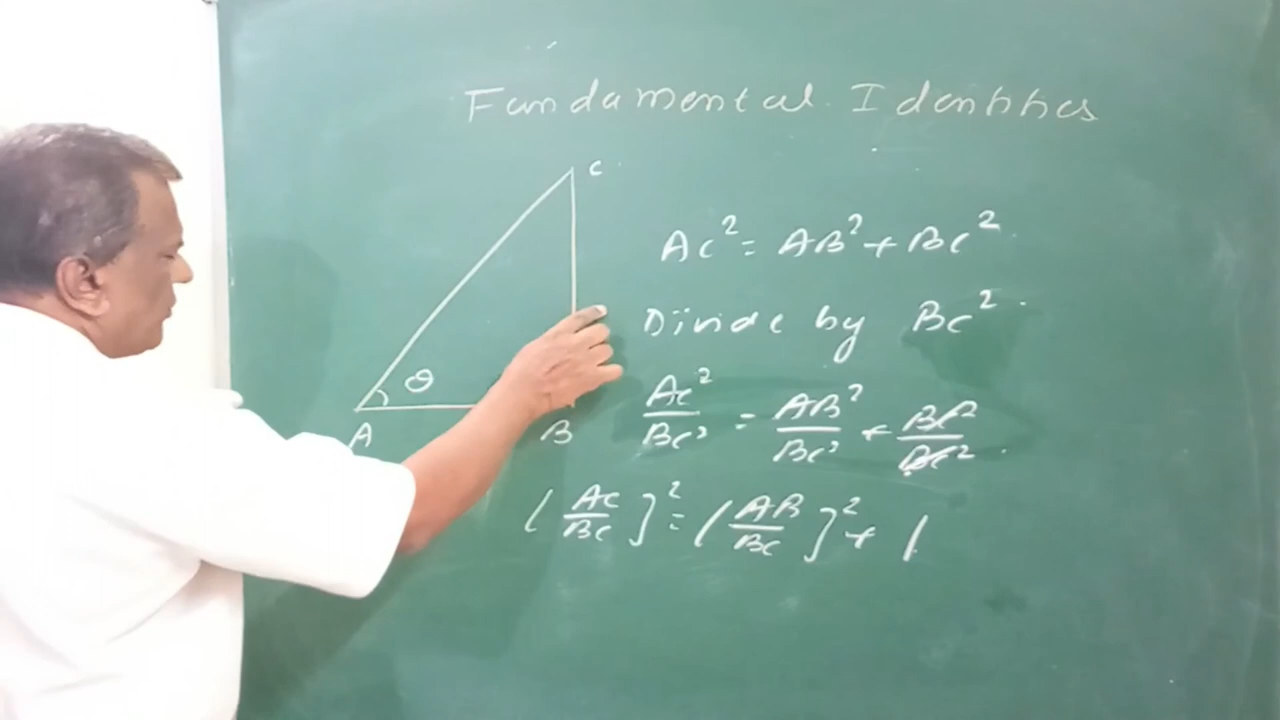 Fundamental Identities
C
AC² = AB² + BC²
Divide by BC²
θ
A
B
AC²/BC² = AB²/BC² + BC²/BC²
(AC/BC)² = (AB/BC)² + 1